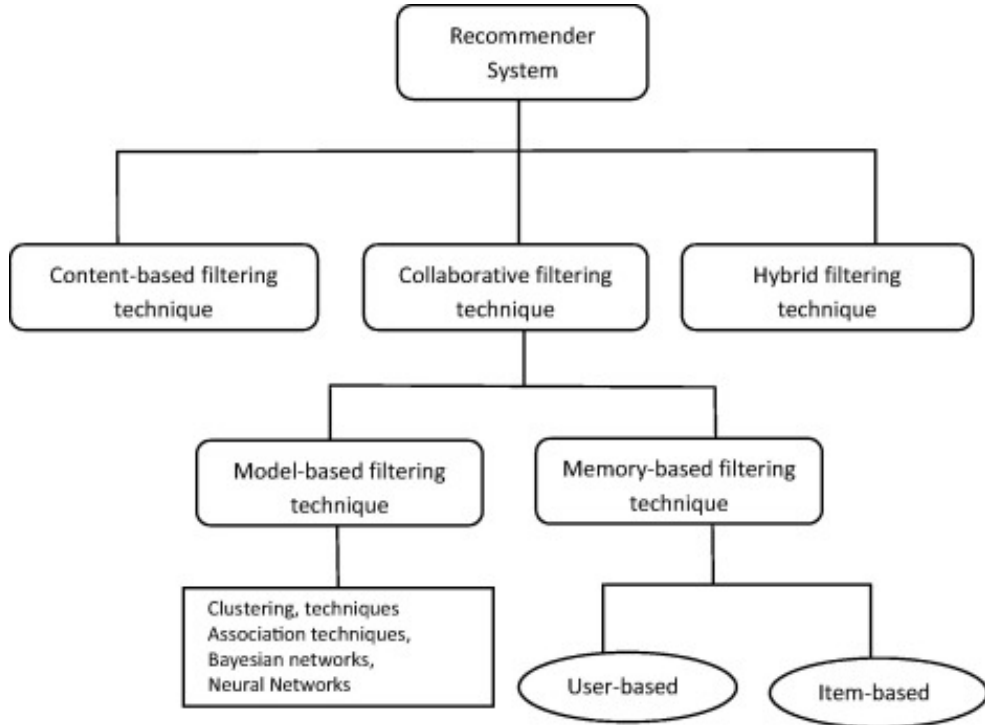 Recommender
System
Content-based filtering
technique
Collaborative filtering
technique
Hybrid filtering
technique
Model-based filtering
technique
Memory-based filtering
technique
Clustering, techniques
Association techniques,
Bayesian networks,
Neural Networks
User-based
Item-based